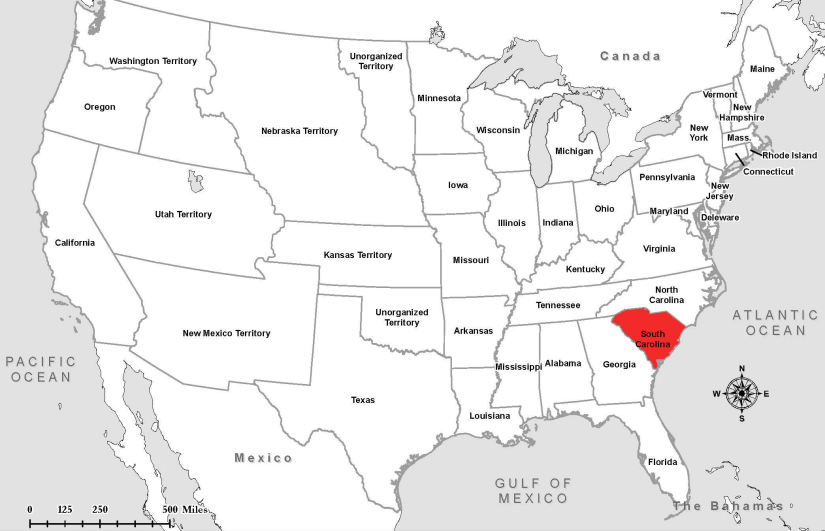 Canada
Washington Territory
Unorganized
Territory
Maine
Oregon
Minnesota
Vermont
New
Hampshire
Nebraska Territory
Wisconsin
New
York
Mass.
Michigan
Rhode Island
Connecticut
Pennsylvania
Iowa
New
Jersey
Utah Territory
Ohio
Maryland
Deleware
Illinois
Indiana
California
Virginia
Kansas Territory
Missouri
Kentucky
North
Carolina
Tennessee
ATLANTIC
OCEAN
Unorganized
Territory
New Mexico Territory
Arkansas
South
Carolina
PACIFIC
OCEAN
Mississippi
Alabama
Georgia
N
W
E
S
Texas
Louisiana
Mexico
Florida
GULF OF
MEXICO
The Bahamas
0 125 250 500 Miles